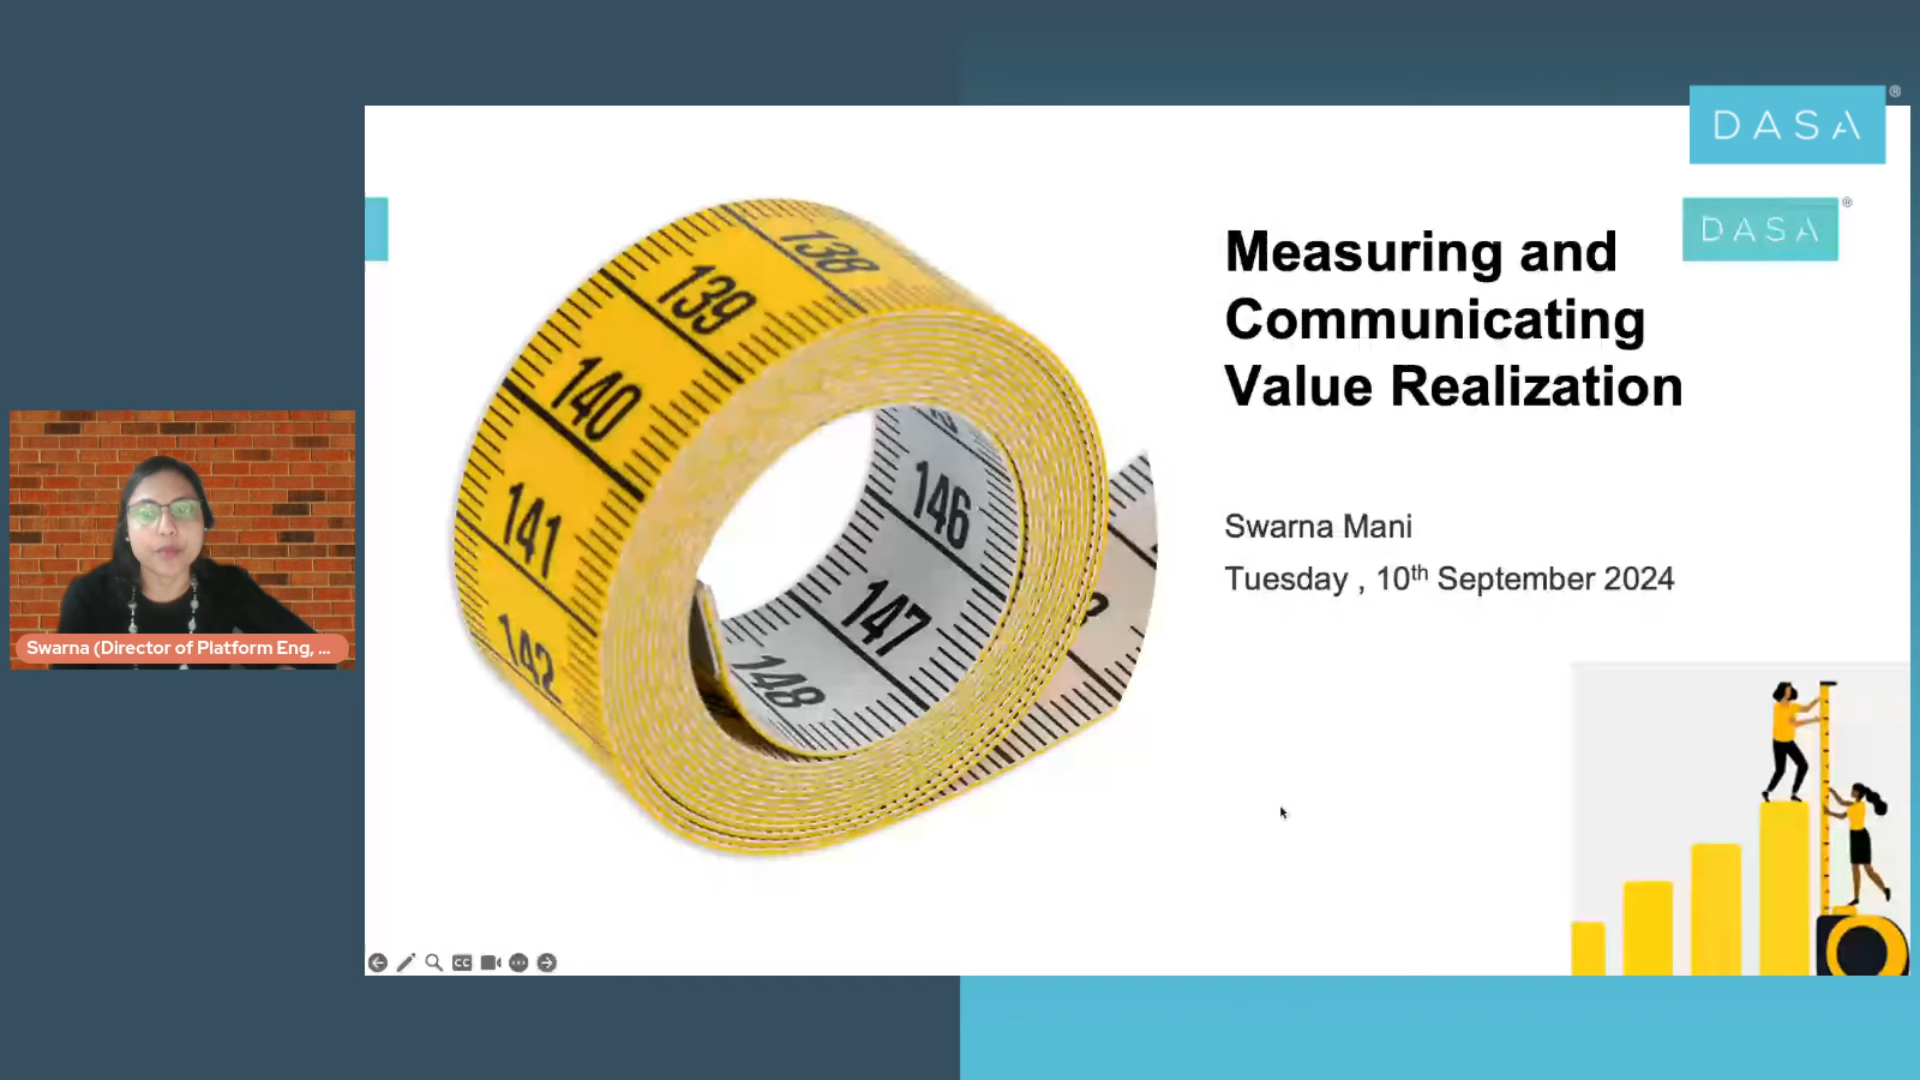 DASA®
DASA®
Measuring and
Communicating
Value Realization
Swarna Mani
Tuesday , 10th September 2024
138
139
140
141
142
146
147
148
Swarna (Director of Platform Eng, ...
CC